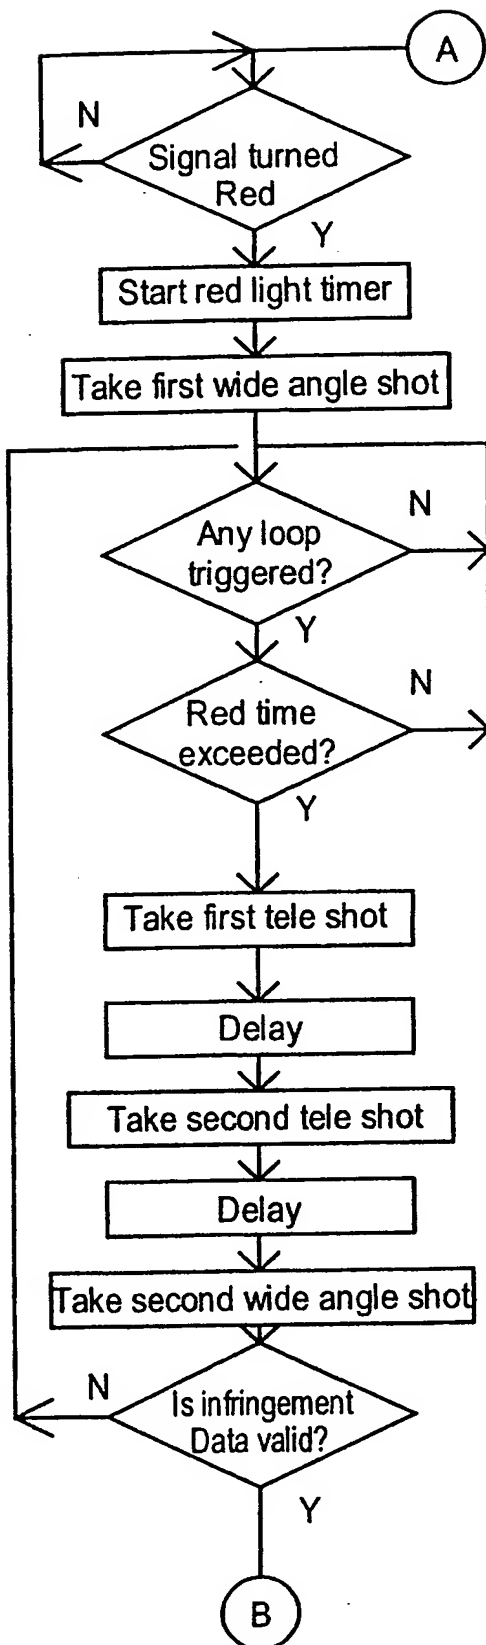 A
N
Signal turned
Red
Y
Start red light timer
Take first wide angle shot
N
Any loop
triggered?
Y
N
Red time
exceeded?
Y
Take first tele shot
Delay
Take second tele shot
Delay
Take second wide angle shot
N
Is infringement
Data valid?
Y
B